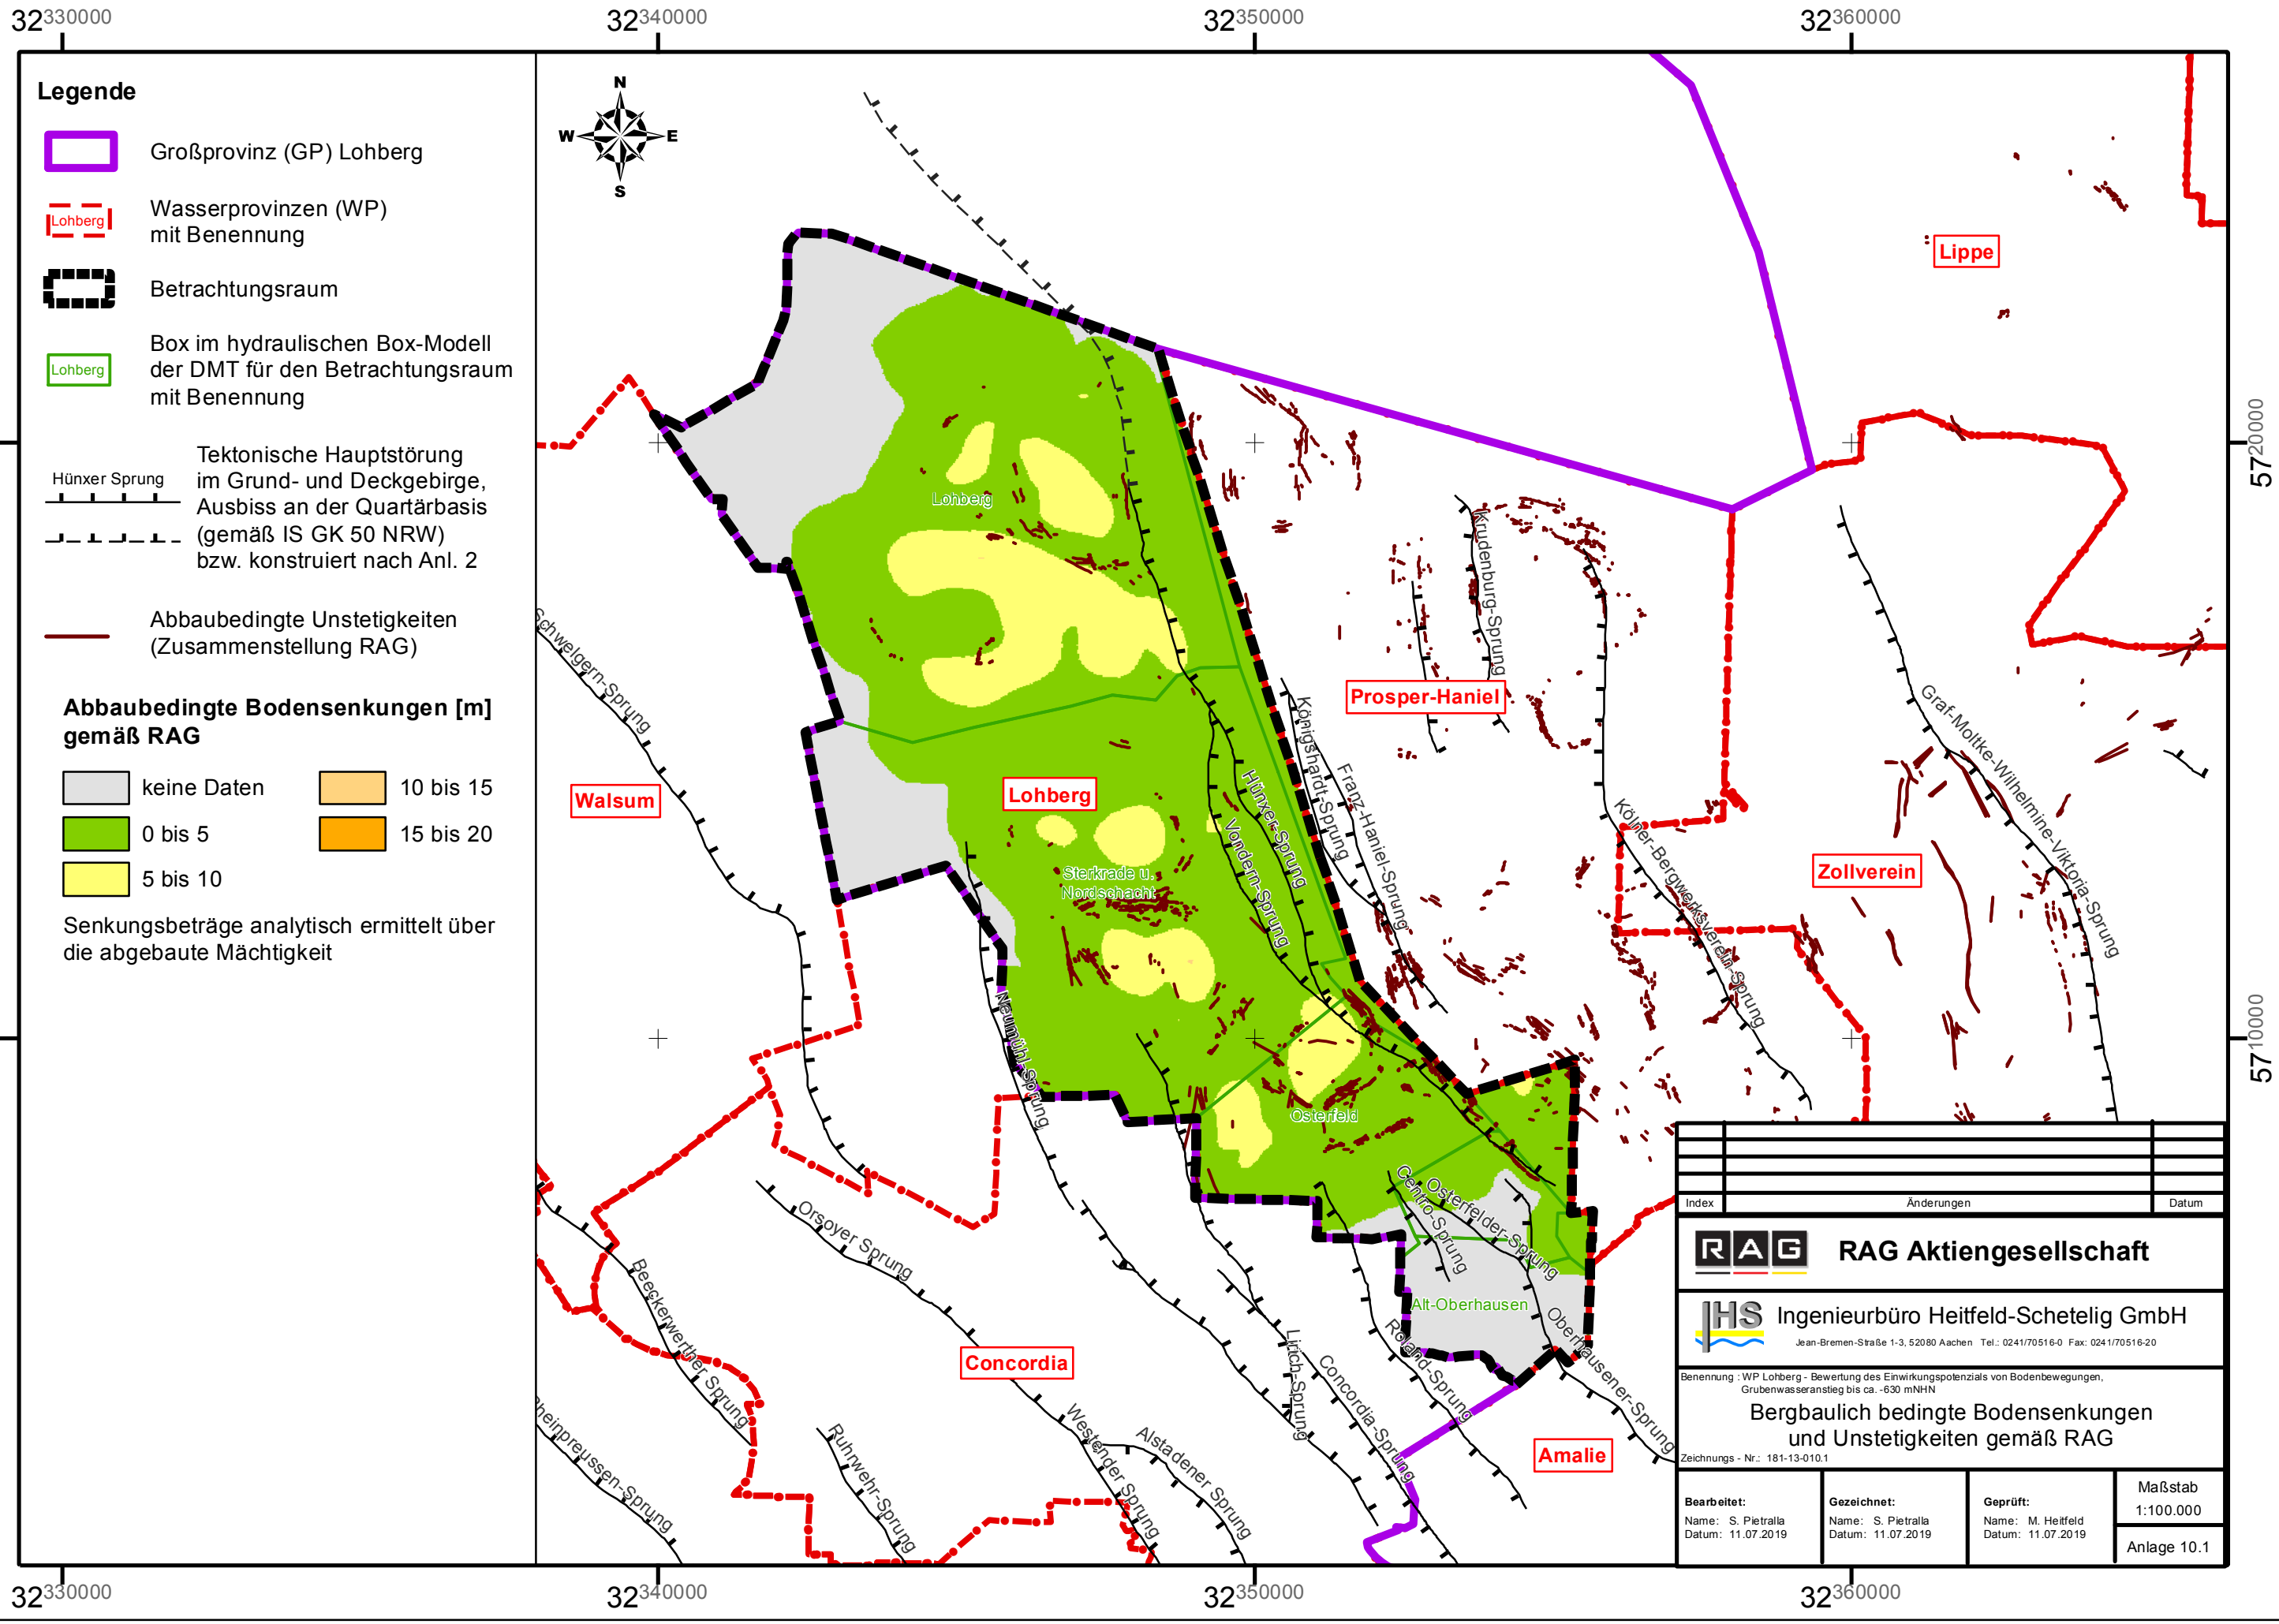 32330000
32340000
32350000
32360000
Legende
Großprovinz (GP) Lohberg
Lohberg
Wasserprovinzen (WP)
mit Benennung
Betrachtungsraum
Lohberg
Box im hydraulischen Box-Modell
der DMT für den Betrachtungsraum
mit Benennung
Hünxer Sprung
Tektonische Hauptstörung
im Grund- und Deckgebirge,
Ausbiss an der Quartärbasis
(gemäß IS GK 50 NRW)
bzw. konstruiert nach Anl. 2
Abbaubedingte Unstetigkeiten
(Zusammenstellung RAG)
Abbaubedingte Bodensenkungen [m]
gemäß RAG
keine Daten
10 bis 15
0 bis 5
15 bis 20
5 bis 10
Senkungsbeträge analytisch ermittelt über
die abgebaute Mächtigkeit
N
W
E
S
Lippe
5720000
Lohberg
Krudenburg-Sprung
Schwelgern-Sprung
Prosper-Haniel
Graf-Moltke-Wilhelmine-Viktoria-Sprung
Königshardt-Sprung
Franz-Haniel-Sprung
Hünxer-Sprung
Vondern-Sprung
Walsum
Lohberg
Kölner-Bergwerksverein-Sprung
Zollverein
Sterkrade u.
Nordschacht
Neumühl-Sprung
5710000
Osterfeld
Centro-Sprung
Osterfelder-Sprung
Orsoyer Sprung
Beeckerwerther Sprung
Alt-Oberhausen
Oberhausener-Sprung
Roland-Sprung
Lirich-Sprung
Concordia-Sprung
Concordia
Westender Sprung
Alstadener Sprung
Ruhrwehr-Sprung
Rheinpreussen-Sprung
Amalie
Index
Änderungen
Datum
RAG
RAG Aktiengesellschaft
IHS
Ingenieurbüro Heitfeld-Schetelig GmbH
Jean-Bremen-Straße 1-3, 52080 Aachen Tel.: 0241/70516-0 Fax: 0241/70516-20
Benennung : WP Lohberg - Bewertung des Einwirkungspotenzials von Bodenbewegungen,
Grubenwasseranstieg bis ca. -630 mNHN
Bergbaulich bedingte Bodensenkungen
und Unstetigkeiten gemäß RAG
Zeichnungs - Nr.: 181-13-010.1
Bearbeitet:
Name: S. Pietralla
Datum: 11.07.2019
Gezeichnet:
Name: S. Pietralla
Datum: 11.07.2019
Geprüft:
Name: M. Heitfeld
Datum: 11.07.2019
Maßstab
1:100.000
Anlage 10.1
32330000
32340000
32350000
32360000